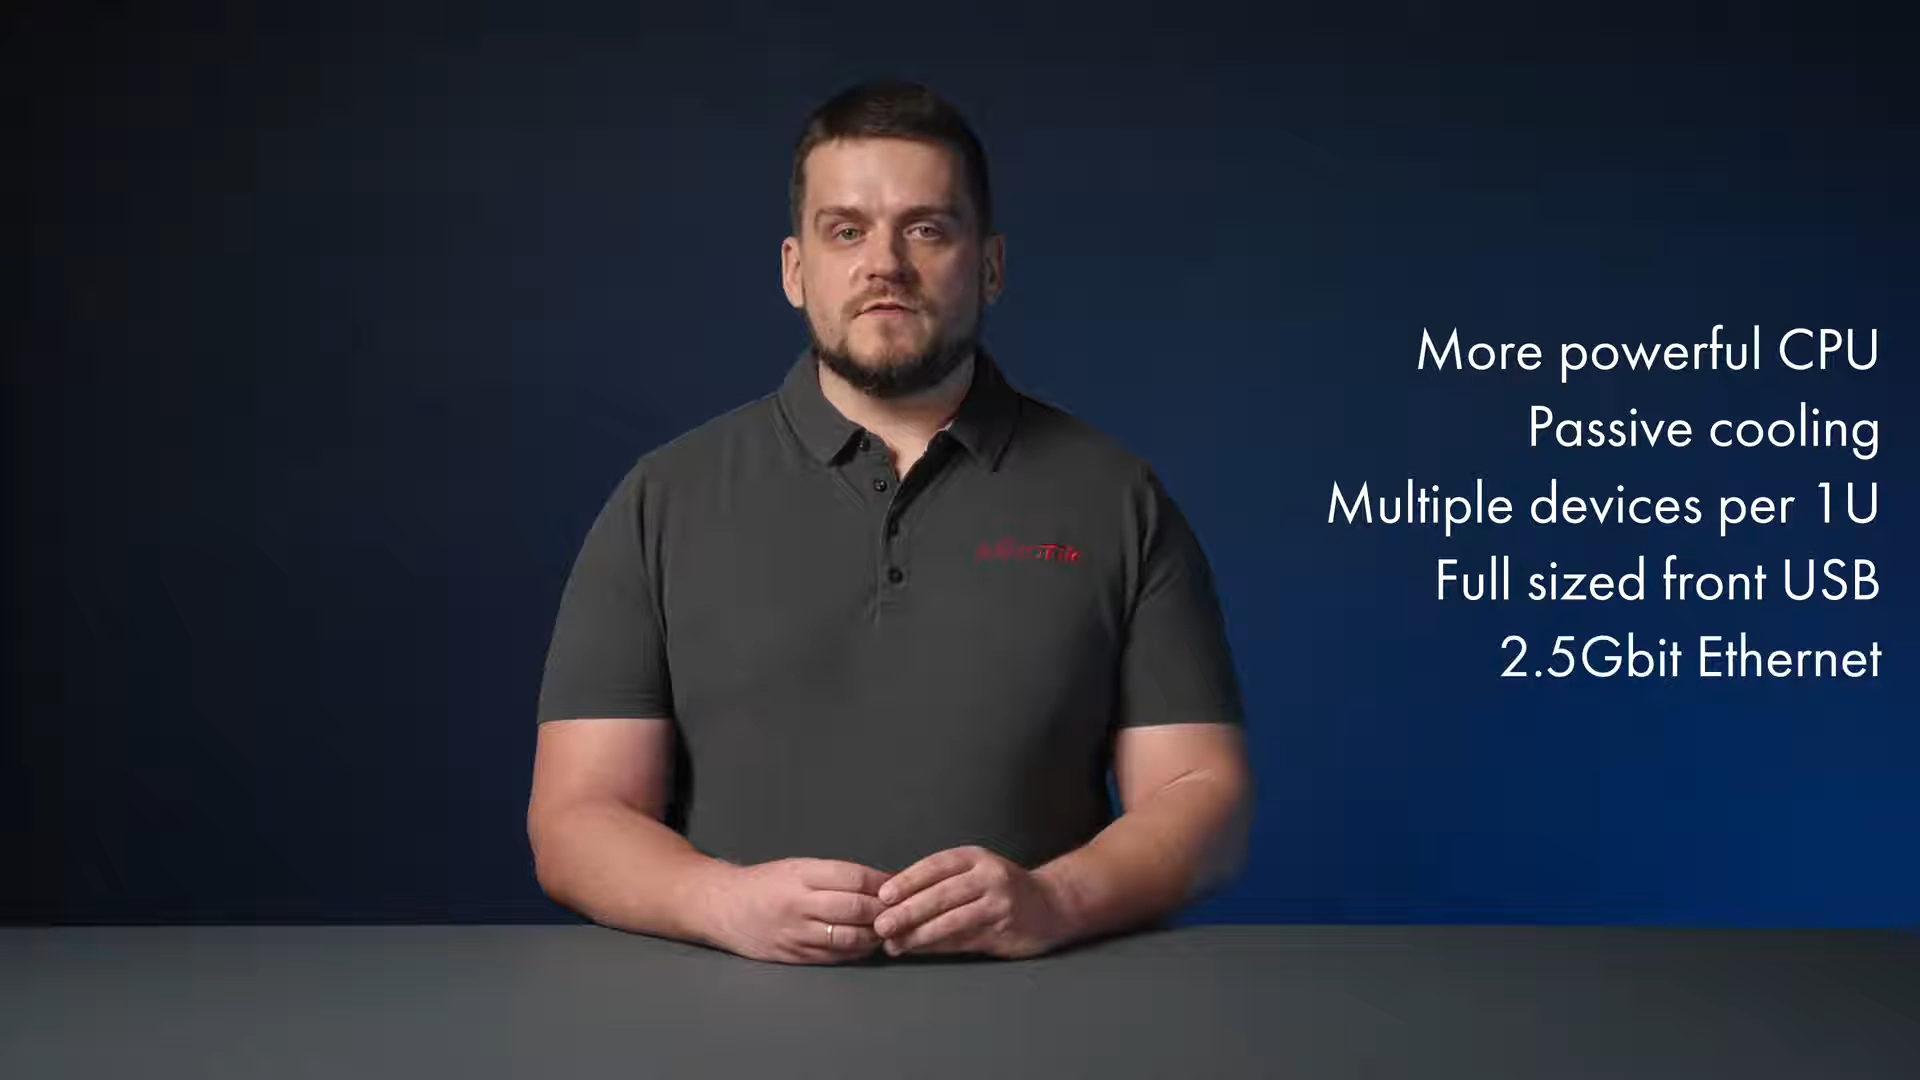 More powerful CPU
Passive cooling
Multiple devices per 1U
Full sized front USB
2.5Gbit Ethernet